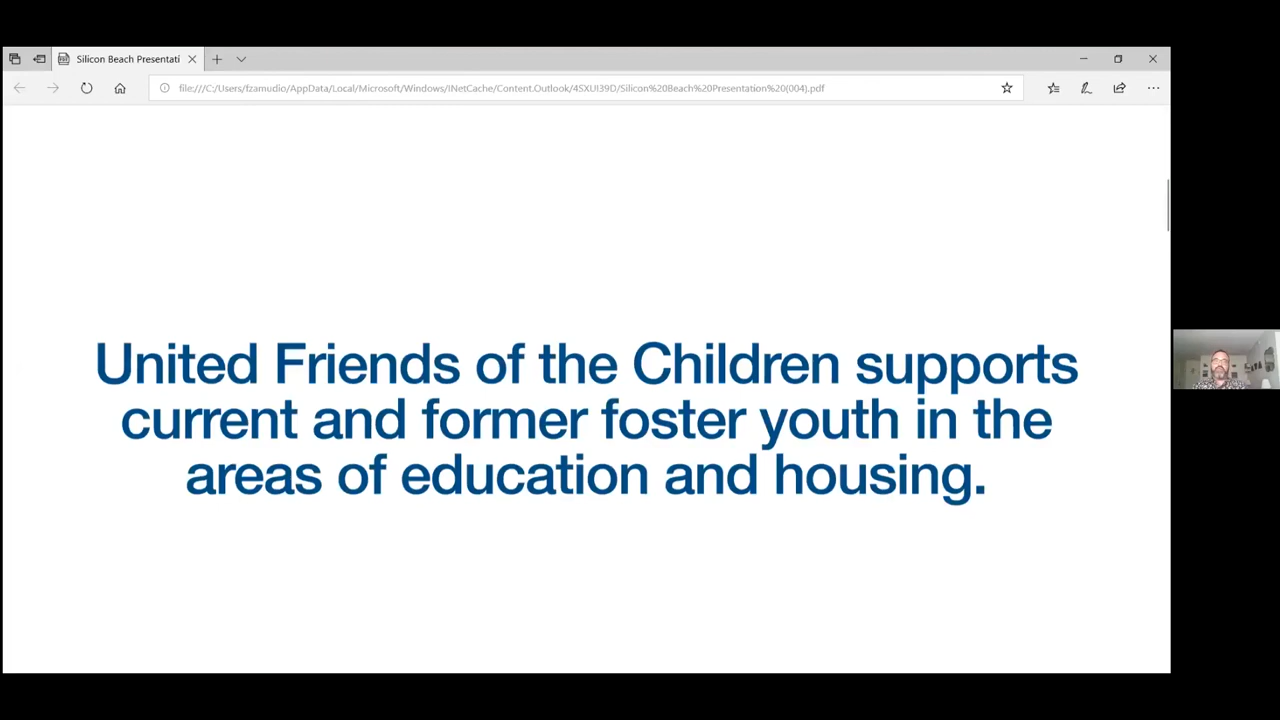 Silicon Beach Presentati
file:///C:/Users/fzamudio/AppData/Local/Microsoft/Windows/INetCache/Content.Outlook/4SXUI39D/Silicon%20Beach%20Presentation%20(004).pdf
United Friends of the Children supports
current and former foster youth in the
areas of education and housing.